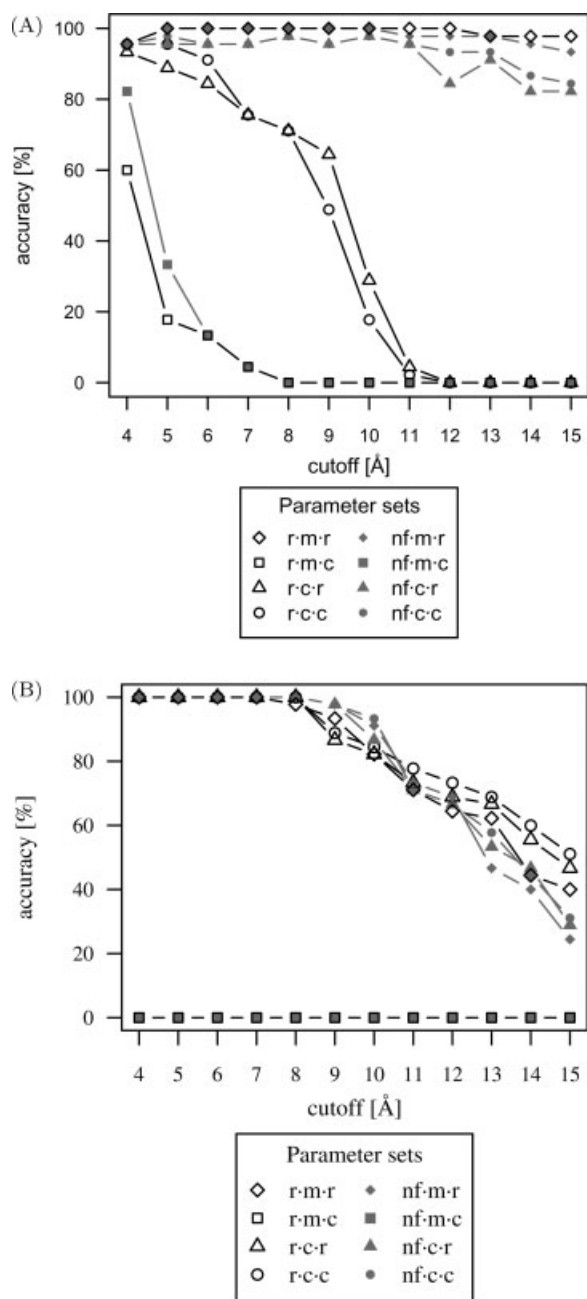 (A)
100
80
60
40
20
0
accuracy [%]
4 5 6 7 8 9 10 11 12 13 14 15
cutoff [Å]
Parameter sets
r·m·r nf·m·r
r·m·c nf·m·c
r·c·r nf·c·r
r·c·c nf·c·c
(B)
100
80
60
40
20
0
accuracy [%]
4 5 6 7 8 9 10 11 12 13 14 15
cutoff [Å]
Parameter sets
r·m·r nf·m·r
r·m·c nf·m·c
r·c·r nf·c·r
r·c·c nf·c·c